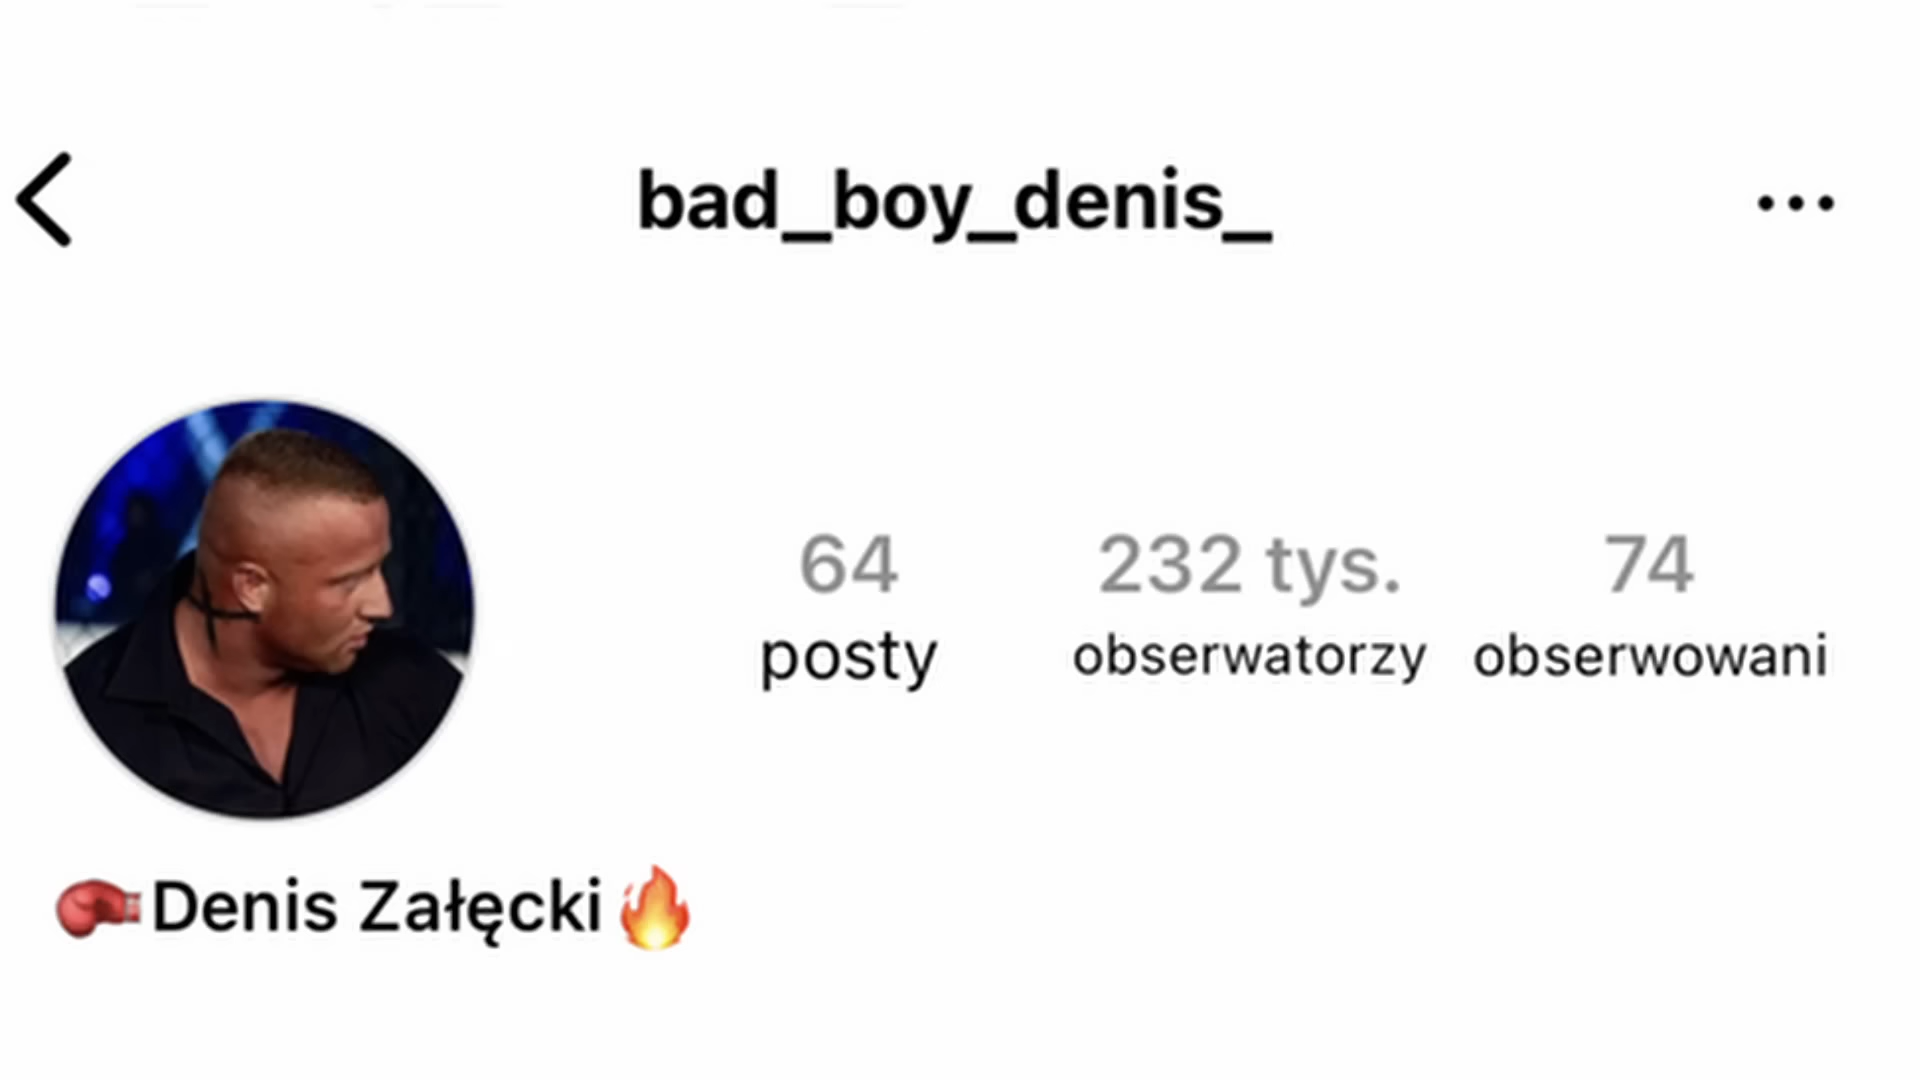 bad_boy_denis_
64 232 tys. 74
posty obserwatorzy obserwowani
🥊Denis Załęcki🔥